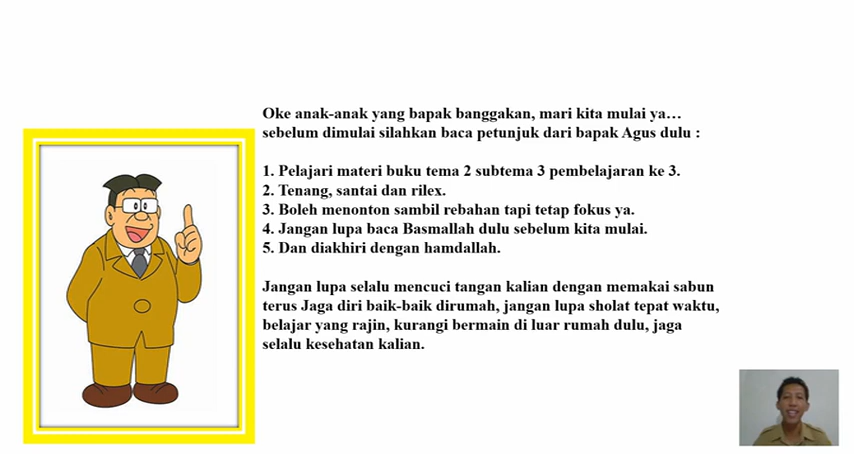 Oke anak-anak yang bapak banggakan, mari kita mulai ya…
sebelum dimulai silahkan baca petunjuk dari bapak Agus dulu :
1. Pelajari materi buku tema 2 subtema 3 pembelajaran ke 3.
2. Tenang, santai dan rilex.
3. Boleh menonton sambil rebahan tapi tetap fokus ya.
4. Jangan lupa baca Basmallah dulu sebelum kita mulai.
5. Dan diakhiri dengan hamdallah.
Jangan lupa selalu mencuci tangan kalian dengan memakai sabun
terus Jaga diri baik-baik dirumah, jangan lupa sholat tepat waktu,
belajar yang rajin, kurangi bermain di luar rumah dulu, jaga
selalu kesehatan kalian.